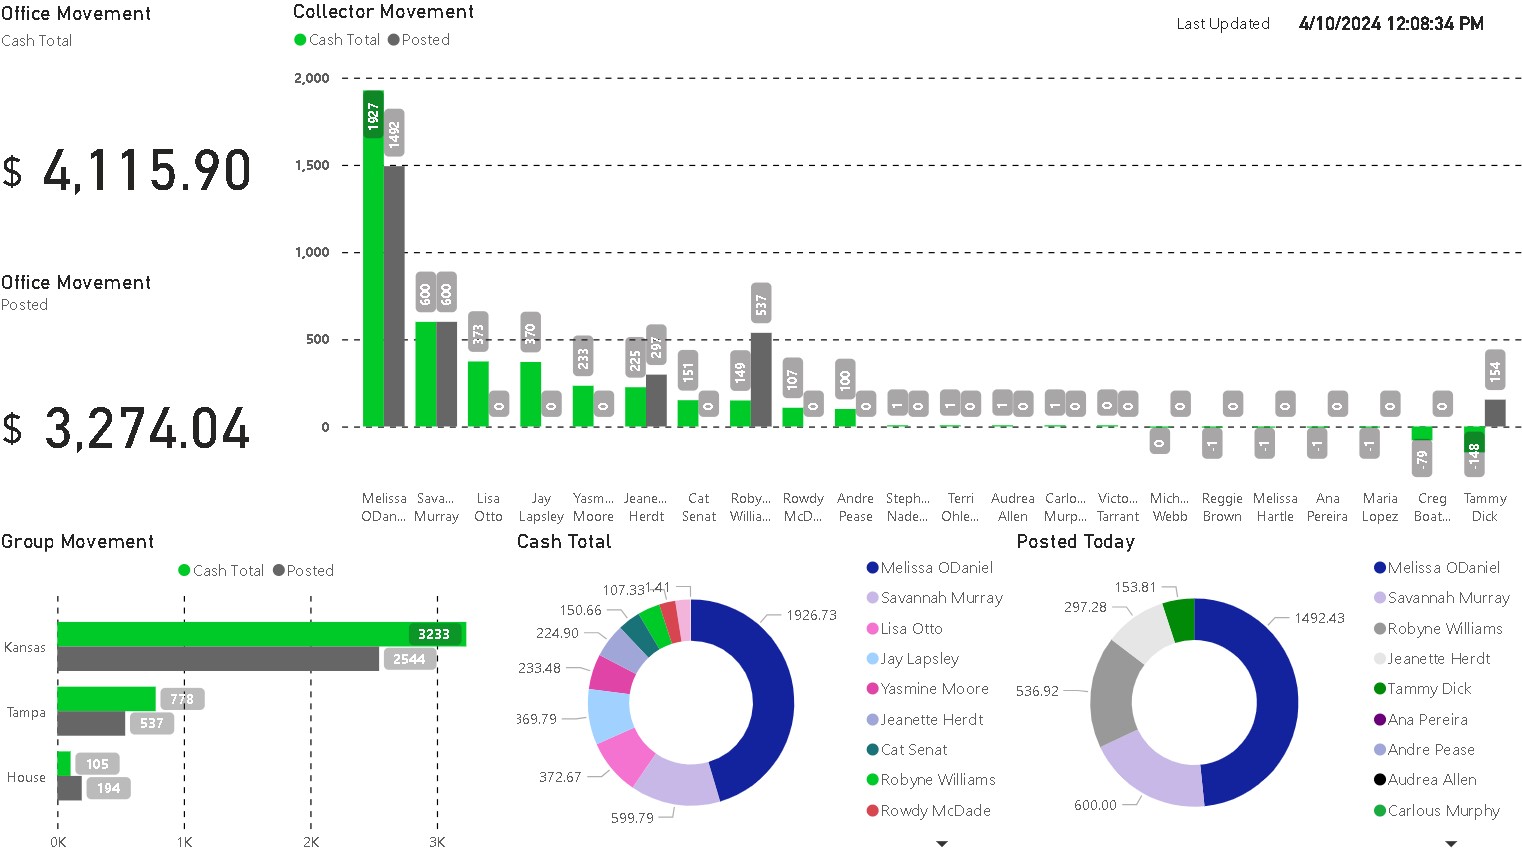 Office Movement
Cash Total
$ 4,115.90
Office Movement
Posted
$ 3,274.04
Collector Movement
Cash Total Posted
Last Updated 4/10/2024 12:08:34 PM
2,000
1,500
1,000
500
0
1927 1492
600 600
373 0
370 0
233 0
225 297
151 0
149 537
107 0
100 0
1 0
1 0
1 0
1 0
0 0
0 0
-1 0
-1 0
-1 0
-1 0
-79 0
-148 154
Melissa ODan...
Sava... Murray
Lisa Otto
Jay Lapsley
Yasm... Moore
Jeane... Herdt
Cat Senat
Roby... Willia...
Rowdy McD...
Andre Pease
Steph... Nade...
Terri Ohle...
Audrea Allen
Carlo... Murp...
Victo... Tarrant
Mich... Webb
Reggie Brown
Melissa Hartle
Ana Pereira
Maria Lopez
Creg Boat...
Tammy Dick
Group Movement
Cash Total Posted
Kansas 3233
2544
Tampa 778
537
House 105
194
0K 1K 2K 3K
Cash Total
1926.73
599.79
372.67
369.79
233.48
224.90
150.66
107.33
1.41
Melissa ODaniel
Savannah Murray
Lisa Otto
Jay Lapsley
Yasmine Moore
Jeanette Herdt
Cat Senat
Robyne Williams
Rowdy McDade
Posted Today
1492.43
600.00
536.92
297.28
153.81
Melissa ODaniel
Savannah Murray
Robyne Williams
Jeanette Herdt
Tammy Dick
Ana Pereira
Andre Pease
Audrea Allen
Carlous Murphy